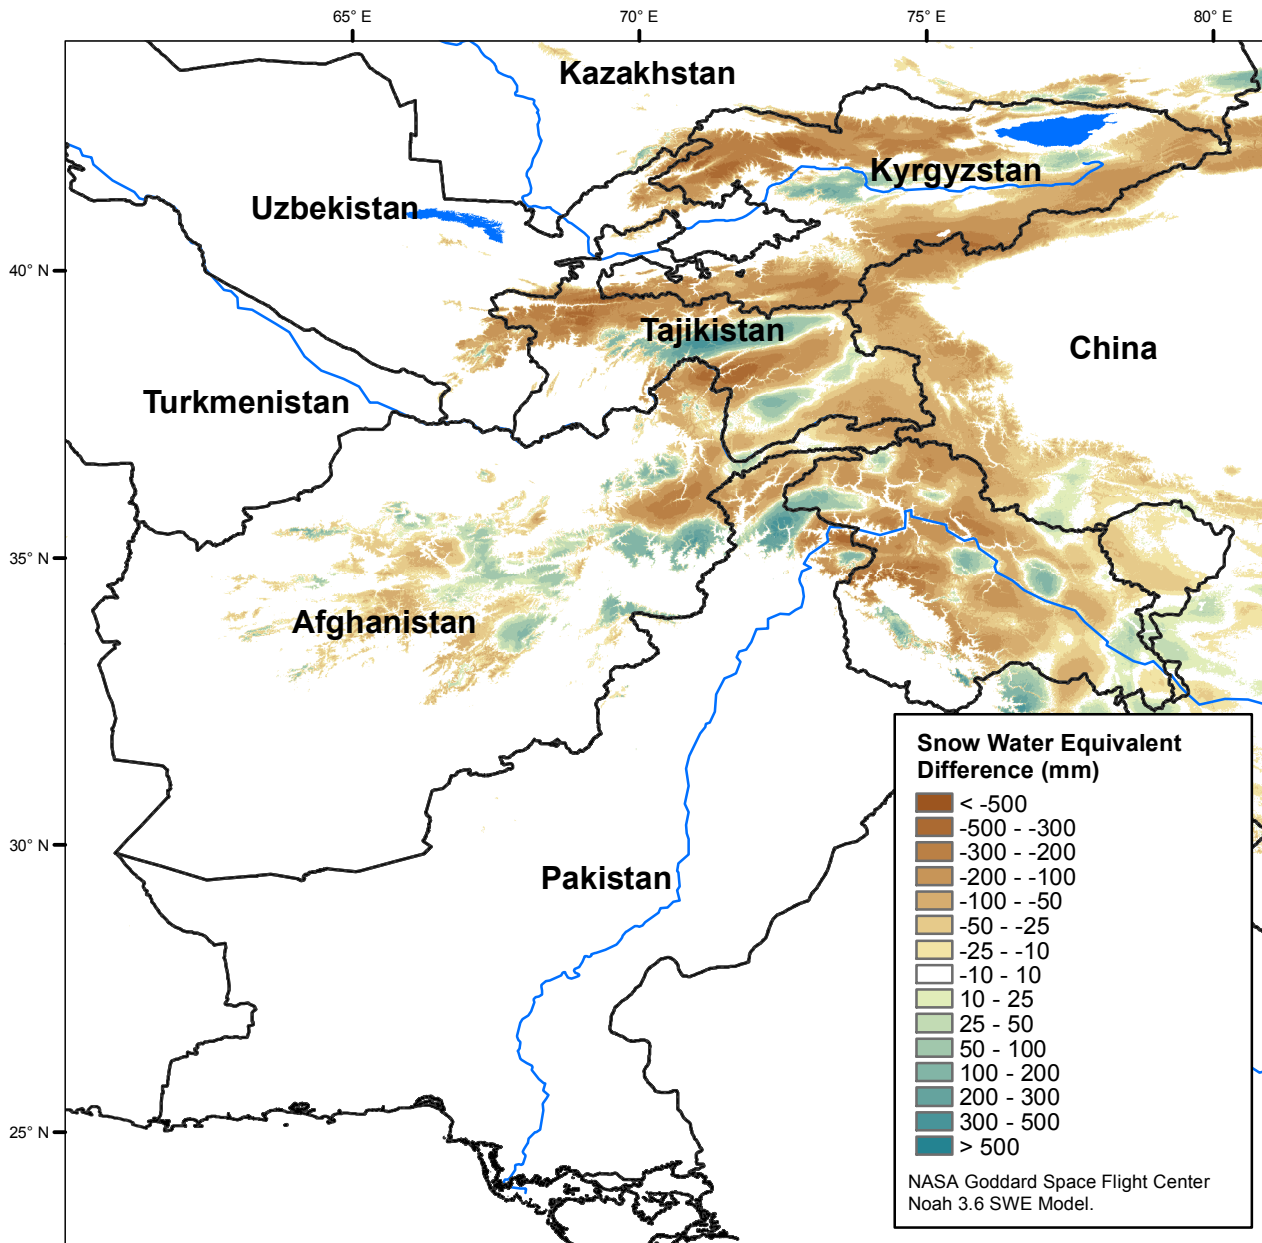 65° E
70° E
75° E
80° E
Kazakhstan
Kyrgyzstan
Uzbekistan
40° N
Tajikistan
China
Turkmenistan
35° N
Afghanistan
30° N
Pakistan
25° N
Snow Water Equivalent
Difference (mm)
< -500
-500 - -300
-300 - -200
-200 - -100
-100 - -50
-50 - -25
-25 - -10
-10 - 10
10 - 25
25 - 50
50 - 100
100 - 200
200 - 300
300 - 500
> 500
NASA Goddard Space Flight Center
Noah 3.6 SWE Model.